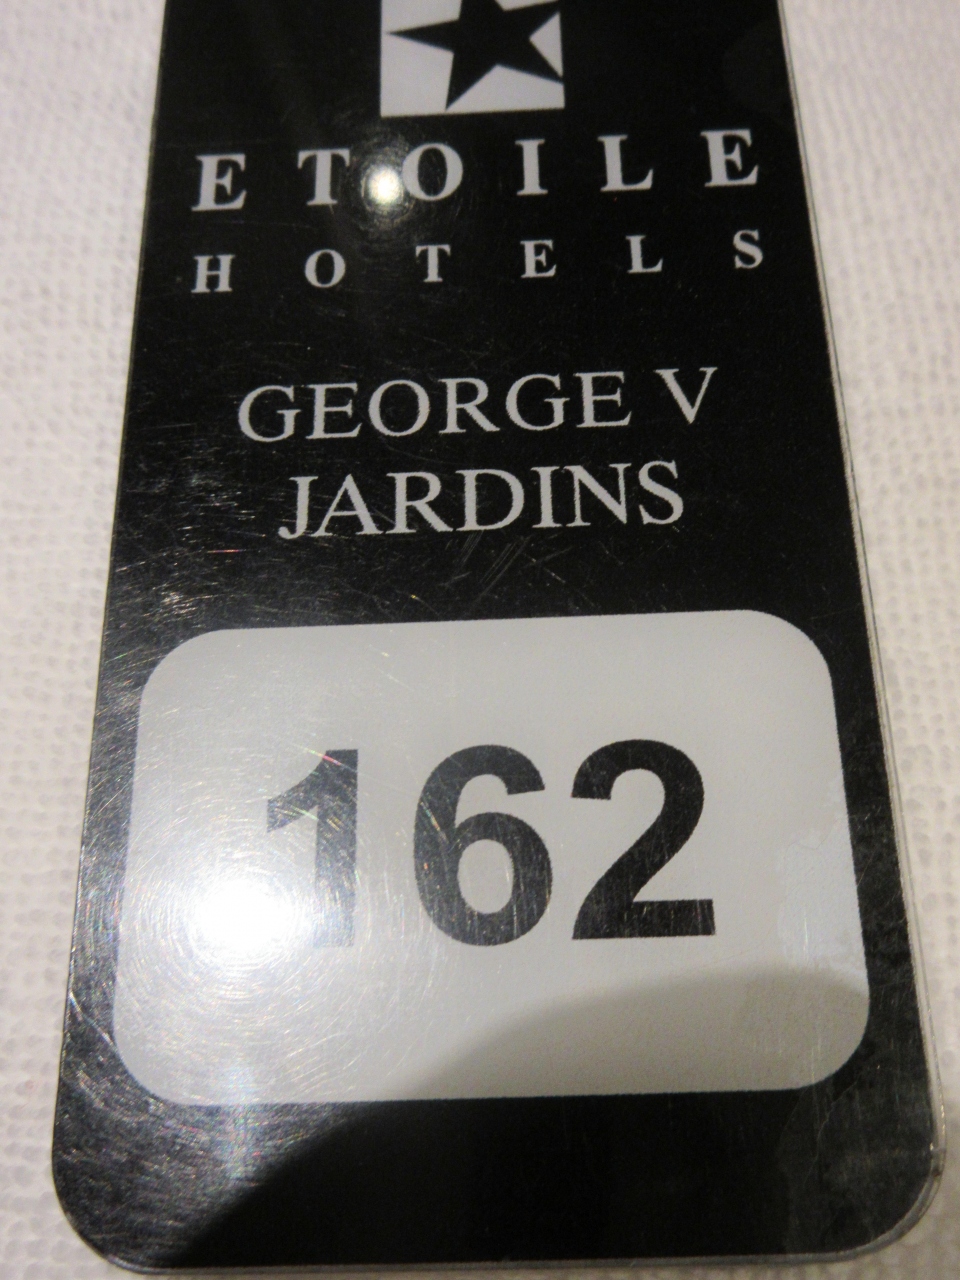 ETOILE
HOTELS
GEORGE V
JARDINS
162